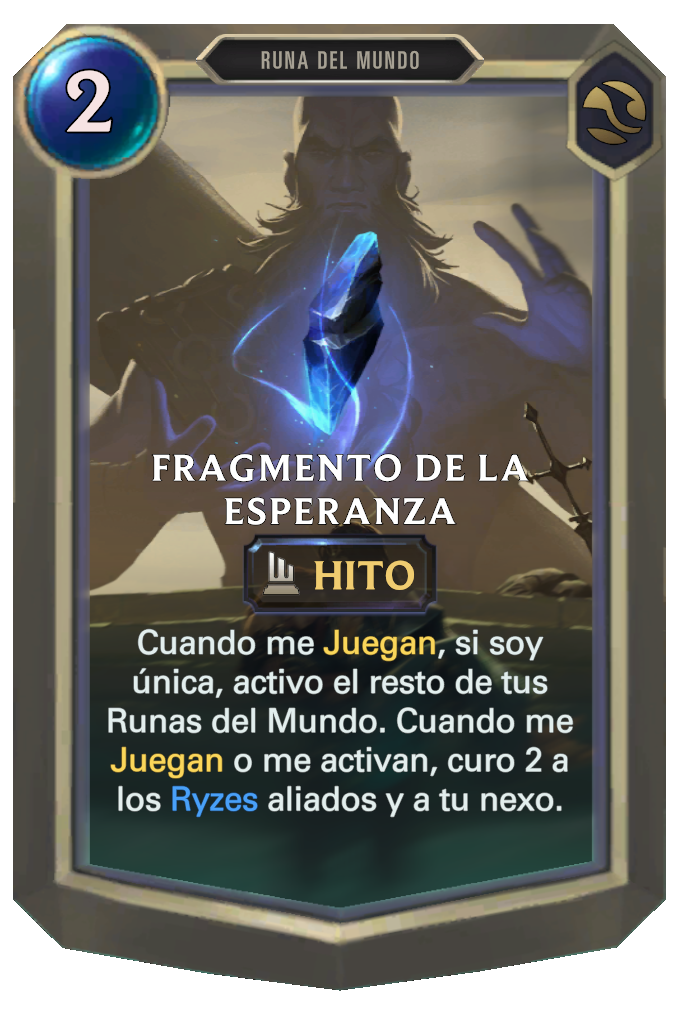 RUNA DEL MUNDO
2
FRAGMENTO DE LA
ESPERANZA
HITO
Cuando me Juegan, si soy
única, activo el resto de tus
Runas del Mundo. Cuando me
Juegan o me activan, curo 2 a
los Ryzes aliados y a tu nexo.